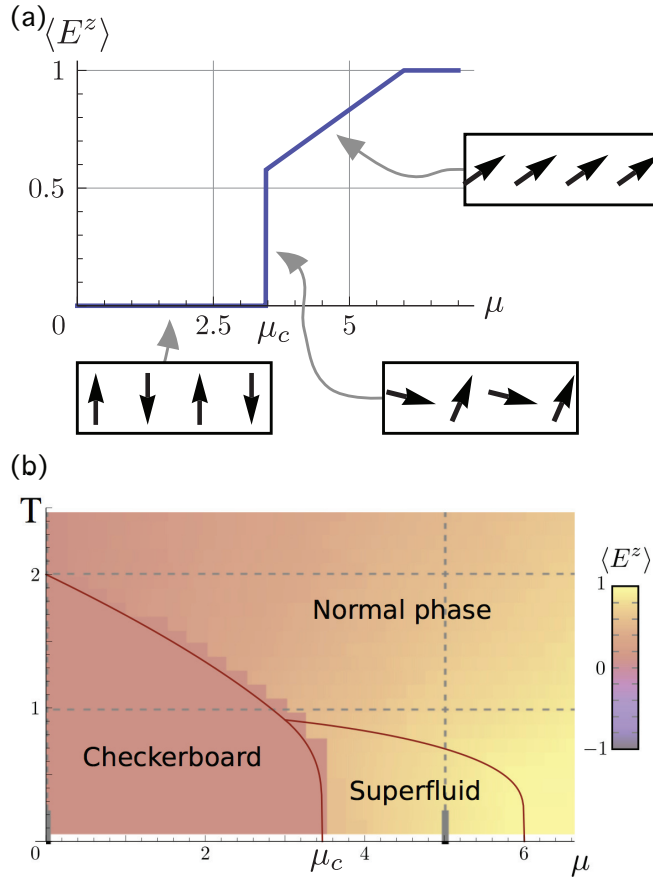 (a)
⟨E^z⟩
1
0.5
0
2.5
μ_c
5
μ
(b)
T
2
1
0
2
μ_c
4
6
μ
Normal phase
Checkerboard
Superfluid
⟨E^z⟩
1
0
−1